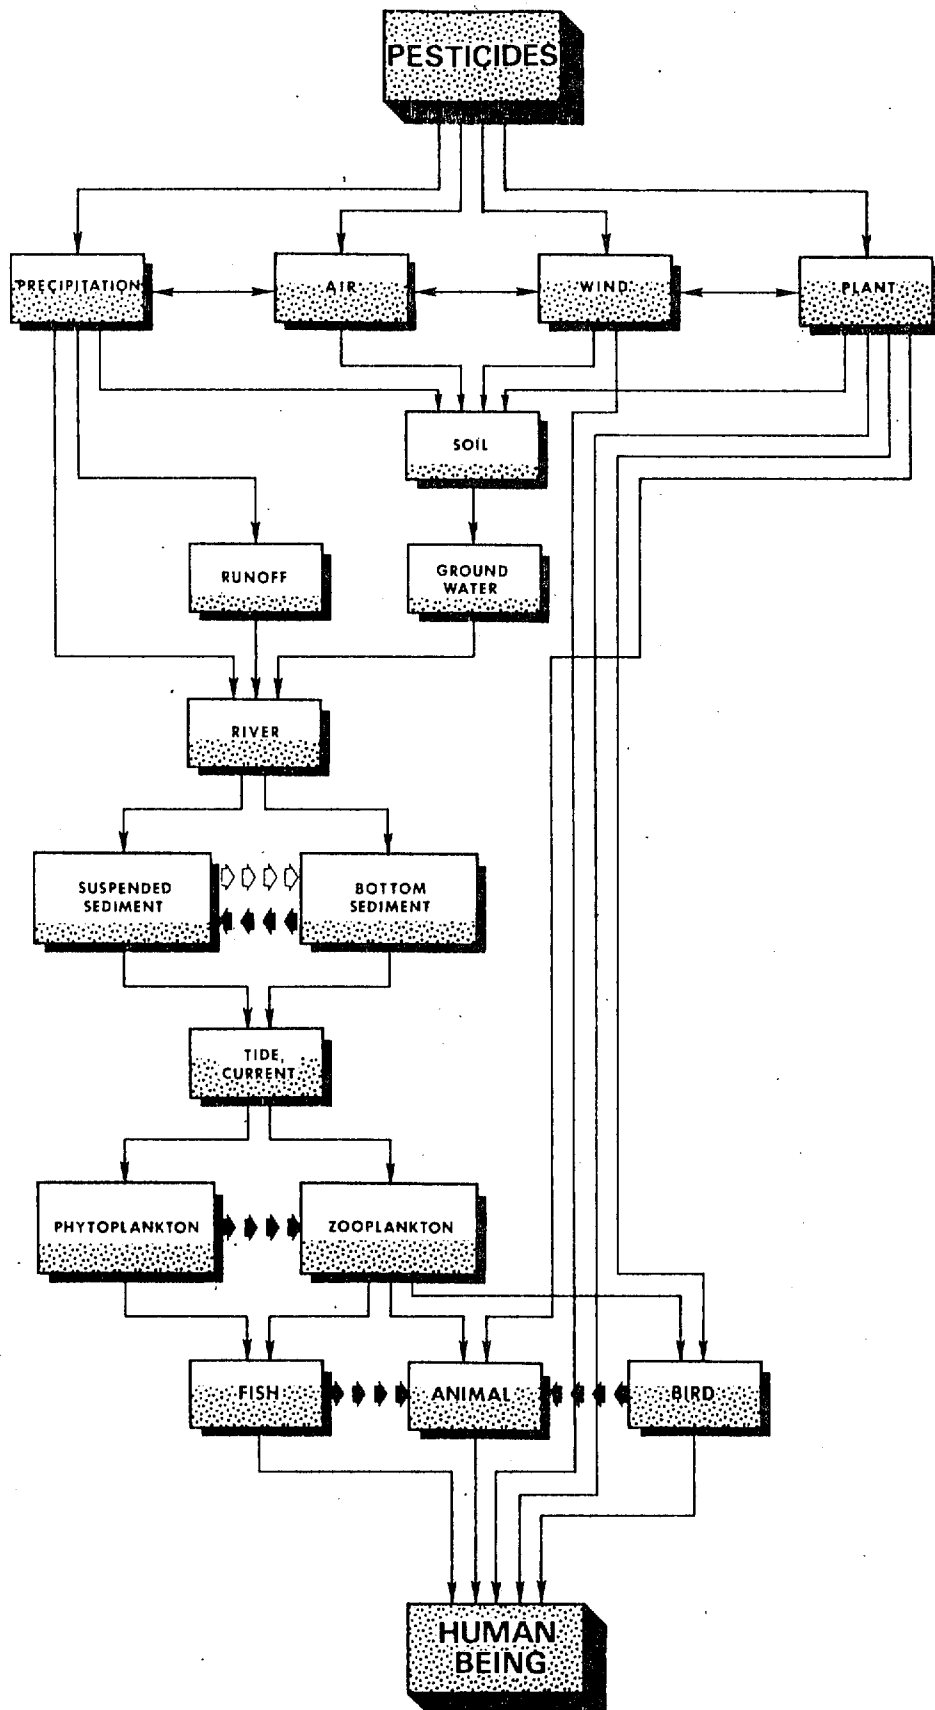 PESTICIDES
PRECIPITATION
AIR
WIND
PLANT
SOIL
RUNOFF
GROUND
WATER
RIVER
SUSPENDED
SEDIMENT
BOTTOM
SEDIMENT
TIDE,
CURRENT
PHYTOPLANKTON
ZOOPLANKTON
FISH
ANIMAL
BIRD
HUMAN
BEING